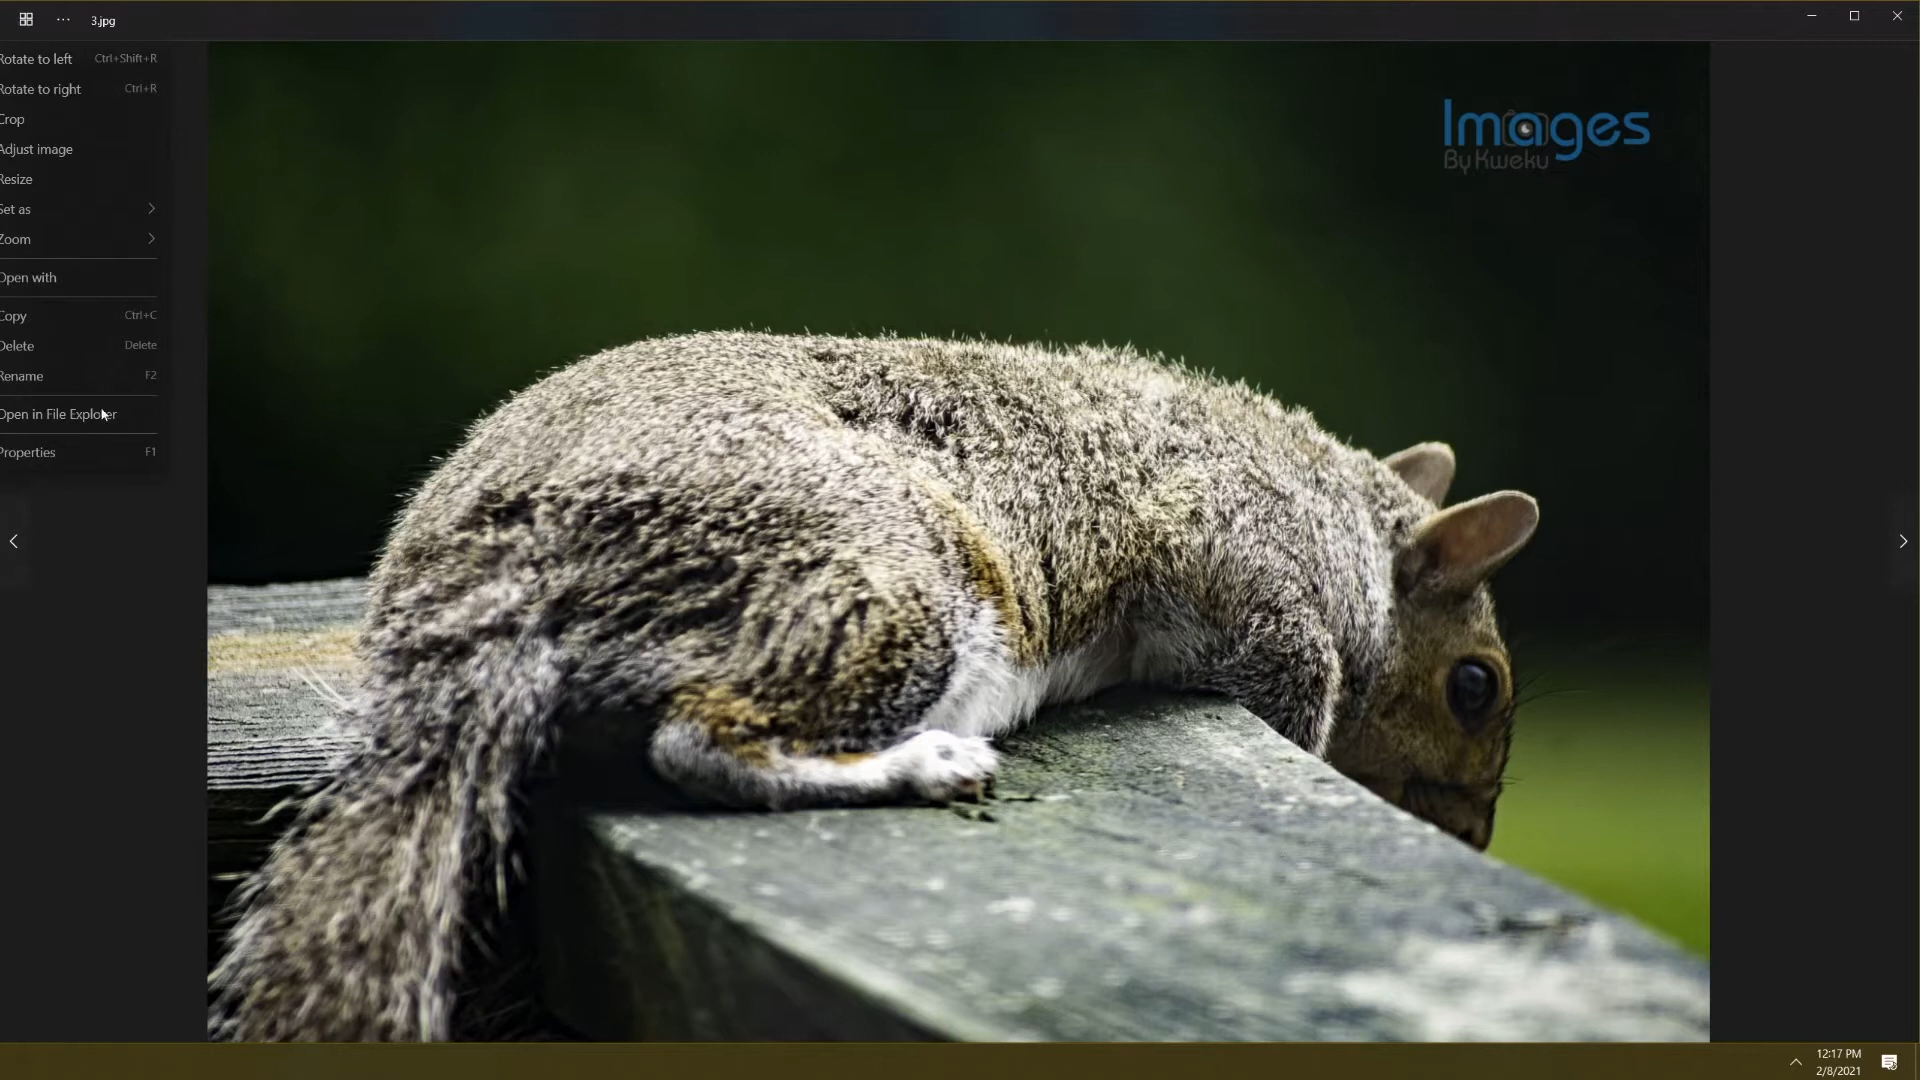 3.jpg
Rotate to left Ctrl+Shift+R
Rotate to right Ctrl+R
Crop
Adjust image
Resize
Set as
Zoom
Open with
Copy Ctrl+C
Delete Delete
Rename F2
Open in File Explorer
Properties F1
Images
By Kweku
12:17 PM
2/8/2021